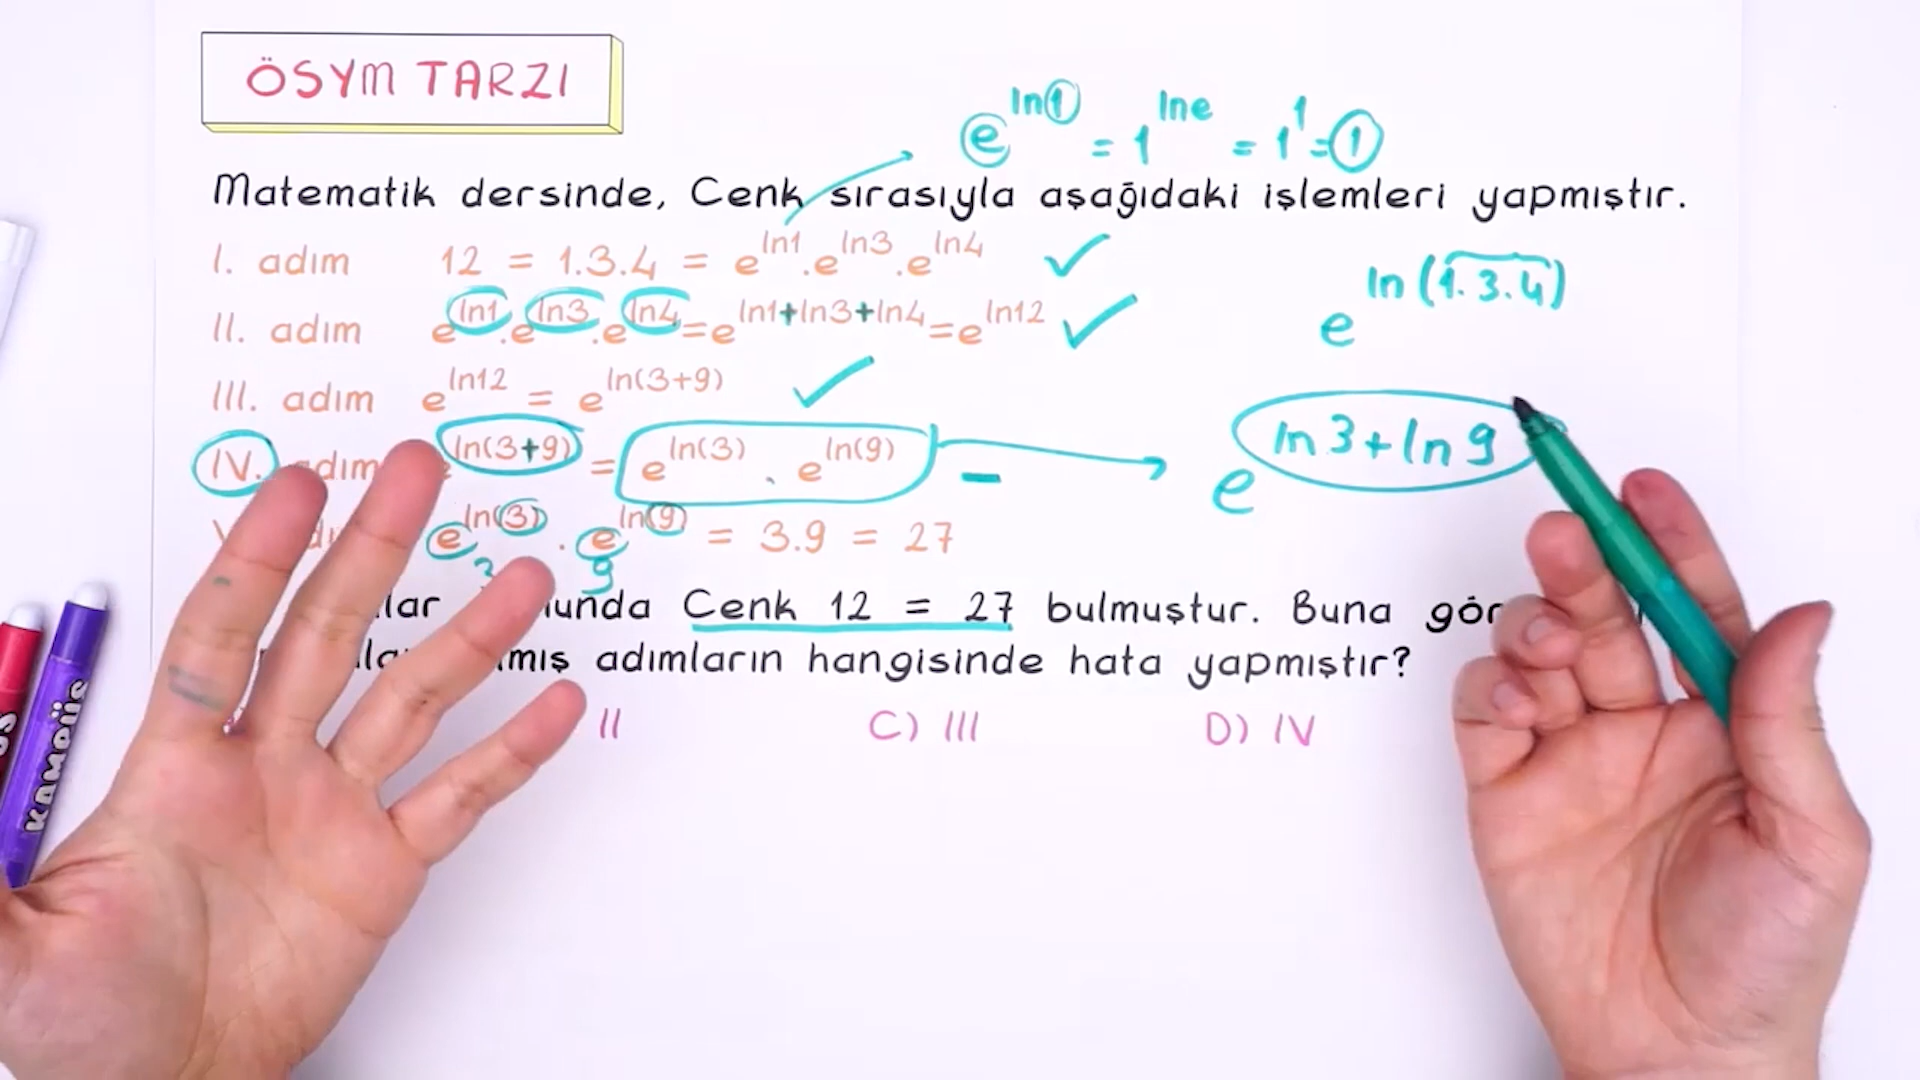 ÖSYM TARZI
e^ln1 = 1^lne = 1^1 = 1
Matematik dersinde, Cenk sırasıyla aşağıdaki işlemleri yapmıştır.
I. adım 12 = 1.3.4 = e^ln1 . e^ln3 . e^ln4 ✓
II. adım e^ln1 . e^ln3 . e^ln4 = e^ln1+ln3+ln4 = e^ln12 ✓
e^ln(1.3.4)
III. adım e^ln12 = e^ln(3+9) ✓
IV. adım ln(3+9) = e^ln(3) . e^ln(9) -
e^ln3+ln9
e^ln(3) . e^ln(9) = 3.9 = 27
3 9
Cenk 12 = 27 bulmuştur. Buna
adımların hangisinde hata yapmıştır?
II C) III D) IV
KAMPÜS